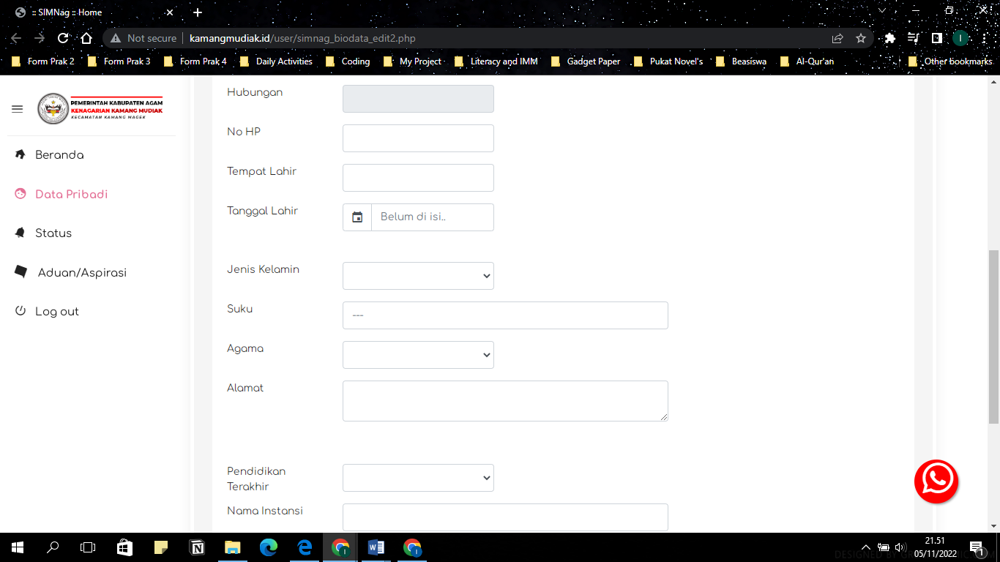 :: SIMNag :: Home
Not secure | kamangmudiak.id/user/simnag_biodata_edit2.php
Form Prak 2 Form Prak 3 Form Prak 4 Daily Activities Coding My Project Literacy and IMM Gadget Paper Pukat Novel's Beasiswa Al-Qur'an Other bookmarks
PEMERINTAH KABUPATEN AGAM
KENAGARIAN KAMANG MUDIAK
KECAMATAN KAMANG MAGEK
Beranda
Data Pribadi
Status
Aduan/Aspirasi
Log out
Hubungan
No HP
Tempat Lahir
Tanggal Lahir Belum di isi..
Jenis Kelamin
Suku ---
Agama
Alamat
Pendidikan
Terakhir
Nama Instansi
21.51
05/11/2022
1